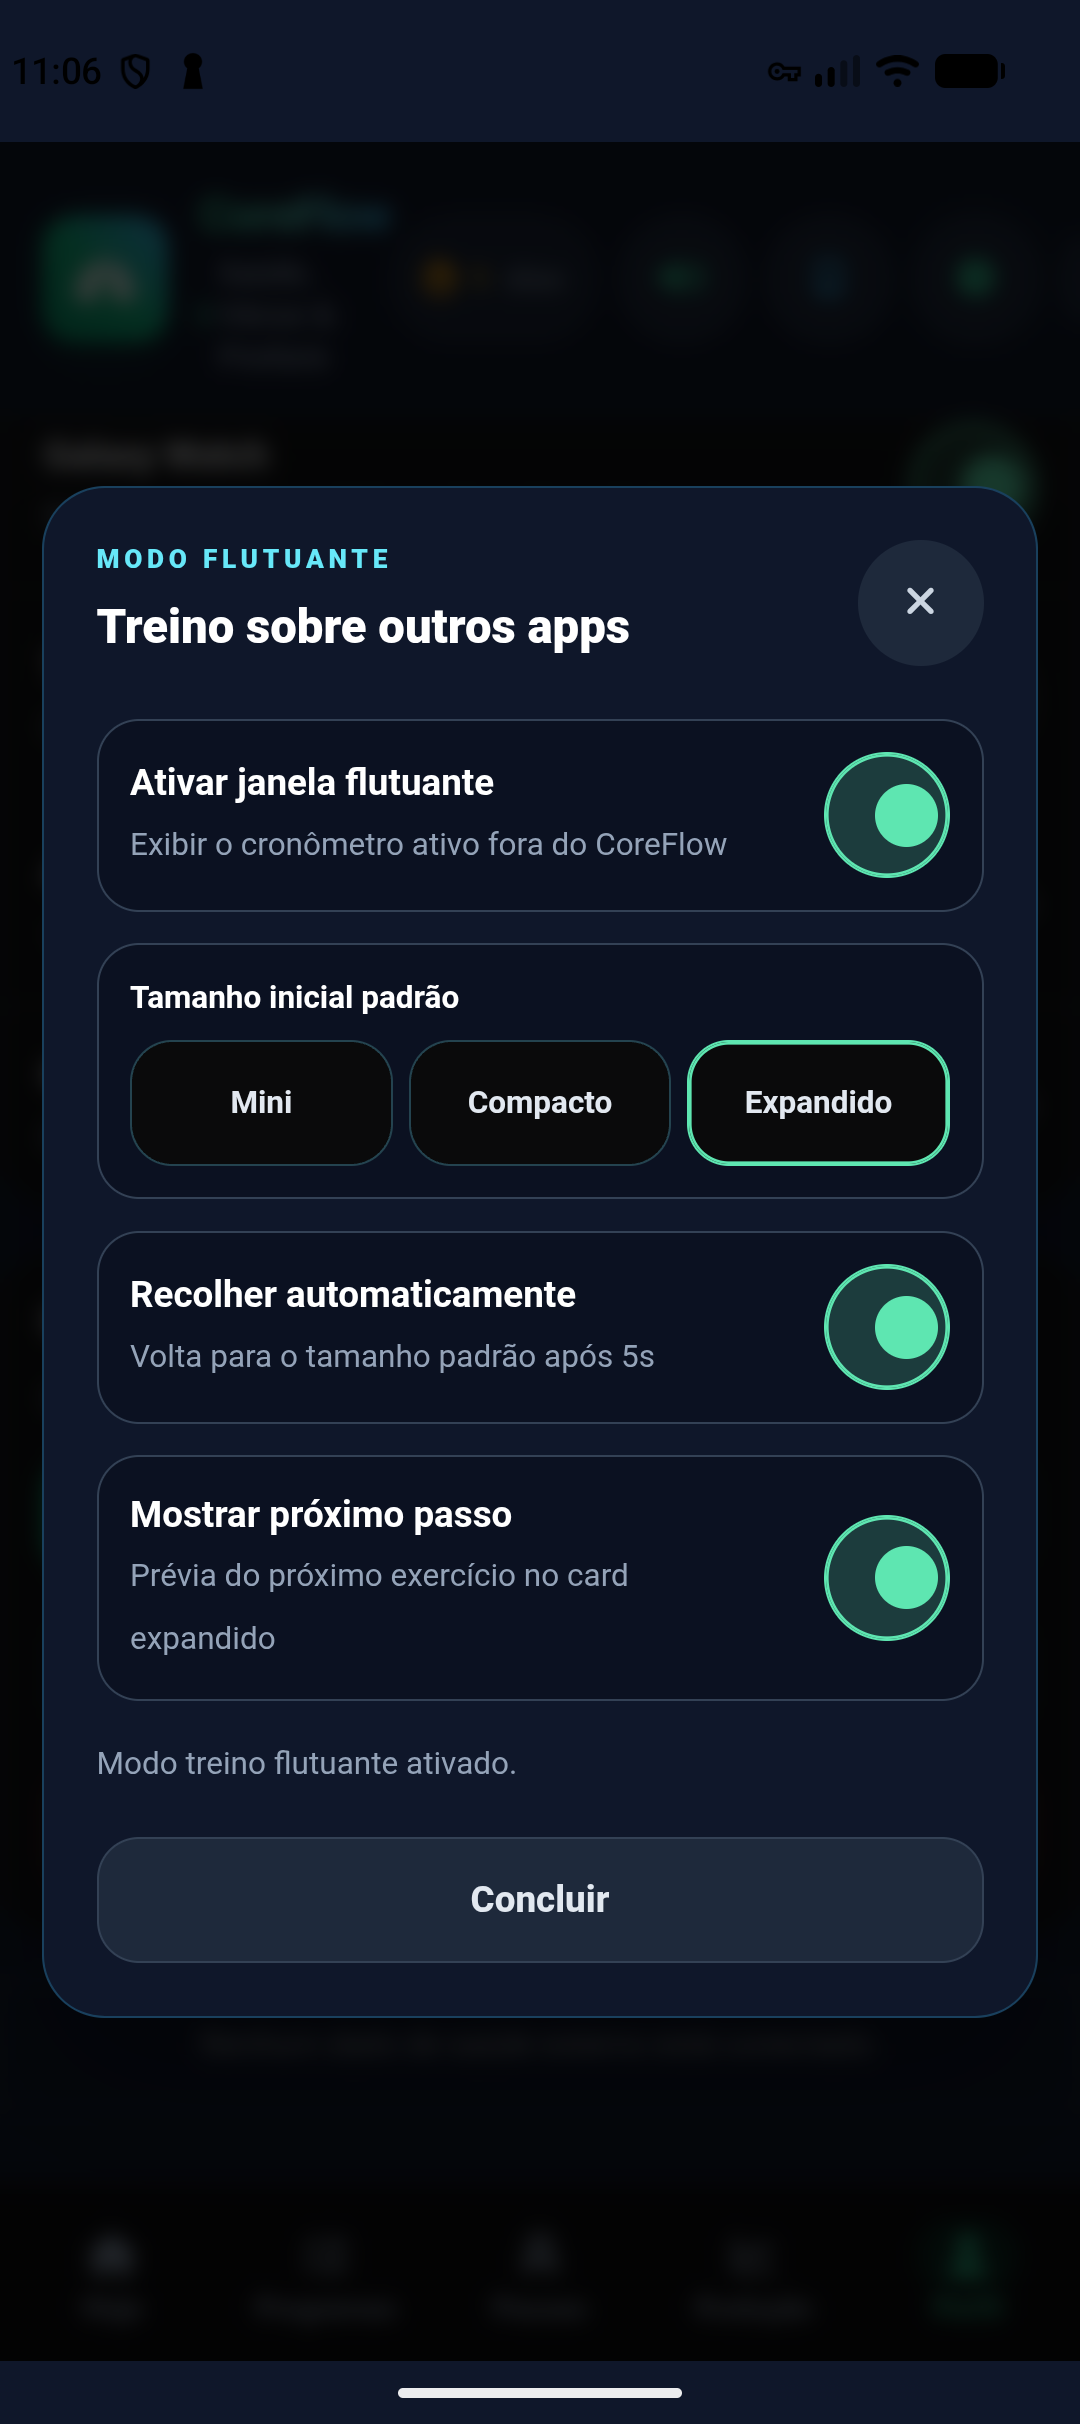 11:06
MODO FLUTUANTE
Treino sobre outros apps
Ativar janela flutuante
Exibir o cronômetro ativo fora do CoreFlow
Tamanho inicial padrão
Mini
Compacto
Expandido
Recolher automaticamente
Volta para o tamanho padrão após 5s
Mostrar próximo passo
Prévia do próximo exercício no card
expandido
Modo treino flutuante ativado.
Concluir